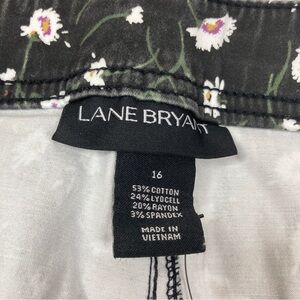 LANE BRYANT
16
53% COTTON
24% LYOCELL
20% RAYON
3% SPANDEX
MADE IN
VIETNAM